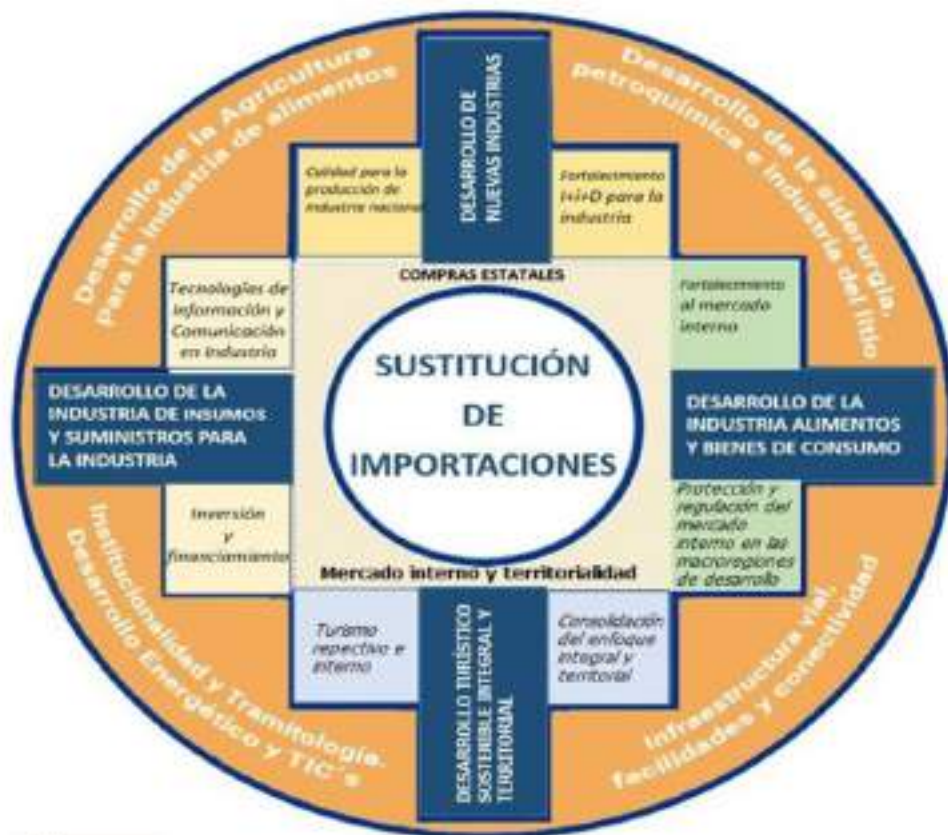 Desarrollo de la Agricultura
Para la Industria de alimentos
Desarrollo de la siderurgia,
petroquímica e industria del litio
DESARROLLO DE
NUEVAS INDUSTRIAS
Calidad para la
producción de
industria nacional
Fortalecimiento
I+i+D para la
industria
COMPRAS ESTATALES
Tecnologías de
Información y
Comunicación
en Industria
Fortalecimiento
al mercado
interno
SUSTITUCIÓN
DE
IMPORTACIONES
DESARROLLO DE LA
INDUSTRIA DE INSUMOS
Y SUMINISTROS PARA
LA INDUSTRIA
DESARROLLO DE LA
INDUSTRIA ALIMENTOS
Y BIENES DE CONSUMO
Inversión
y
financiamiento
Protección y
regulación del
mercado
interno en las
macroregiones
de desarrollo
Mercado interno y territorialidad
Turismo
repectivo e
interno
DESARROLLO TURÍSTICO
SOSTENIBLE INTEGRAL Y
TERRITORIAL
Consolidación
del enfoque
integral y
territorial
Institucionalidad y Tramitología,
Desarrollo Energético y TIC's
Infraestructura vial,
facilidades y conectividad